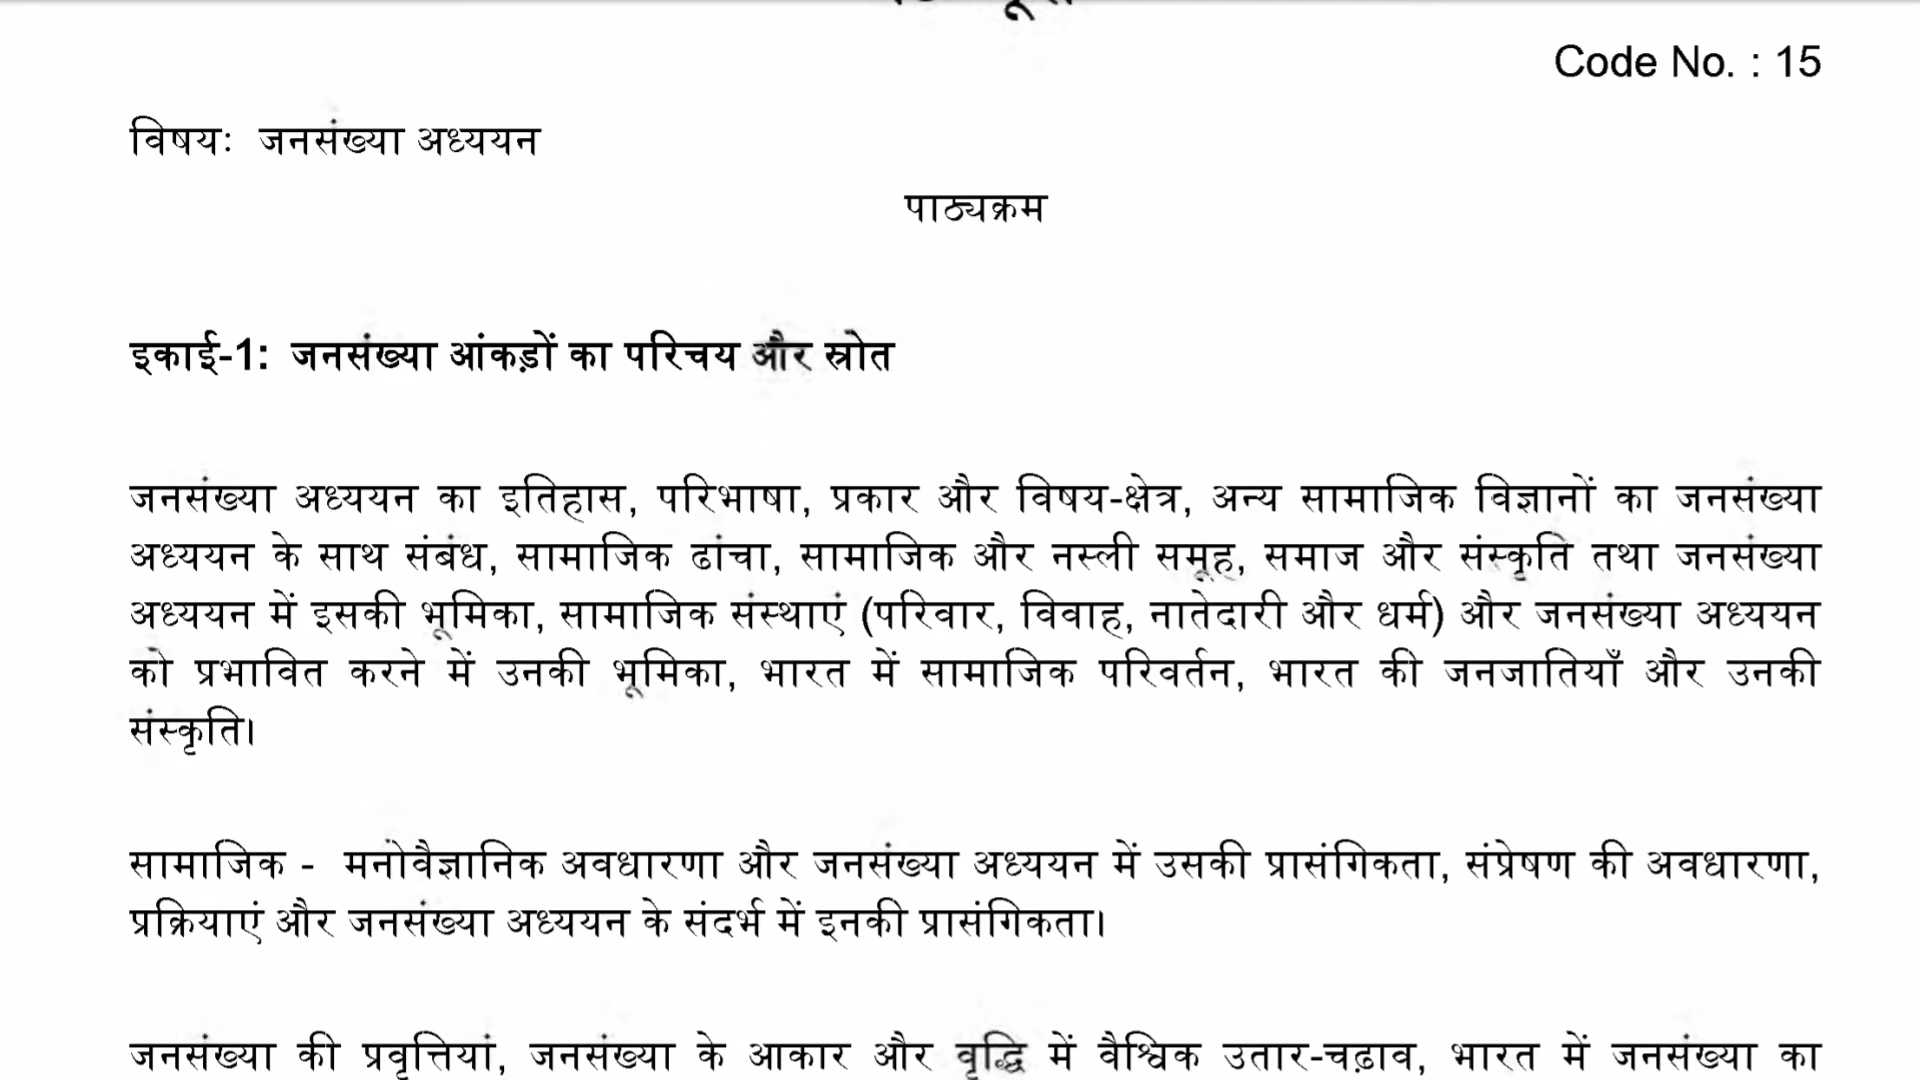 Code No. : 15
विषयः जनसंख्या अध्ययन
पाठ्यक्रम
इकाई-1: जनसंख्या आंकड़ों का परिचय और स्रोत
जनसंख्या अध्ययन का इतिहास, परिभाषा, प्रकार और विषय-क्षेत्र, अन्य सामाजिक विज्ञानों का जनसंख्या
अध्ययन के साथ संबंध, सामाजिक ढांचा, सामाजिक और नस्ली समूह, समाज और संस्कृति तथा जनसंख्या
अध्ययन में इसकी भूमिका, सामाजिक संस्थाएं (परिवार, विवाह, नातेदारी और धर्म) और जनसंख्या अध्ययन
को प्रभावित करने में उनकी भूमिका, भारत में सामाजिक परिवर्तन, भारत की जनजातियाँ और उनकी
संस्कृति।
सामाजिक - मनोवैज्ञानिक अवधारणा और जनसंख्या अध्ययन में उसकी प्रासंगिकता, संप्रेषण की अवधारणा,
प्रक्रियाएं और जनसंख्या अध्ययन के संदर्भ में इनकी प्रासंगिकता।
जनसंख्या की प्रवृत्तियां, जनसंख्या के आकार और वृद्धि में वैश्विक उतार-चढ़ाव, भारत में जनसंख्या का